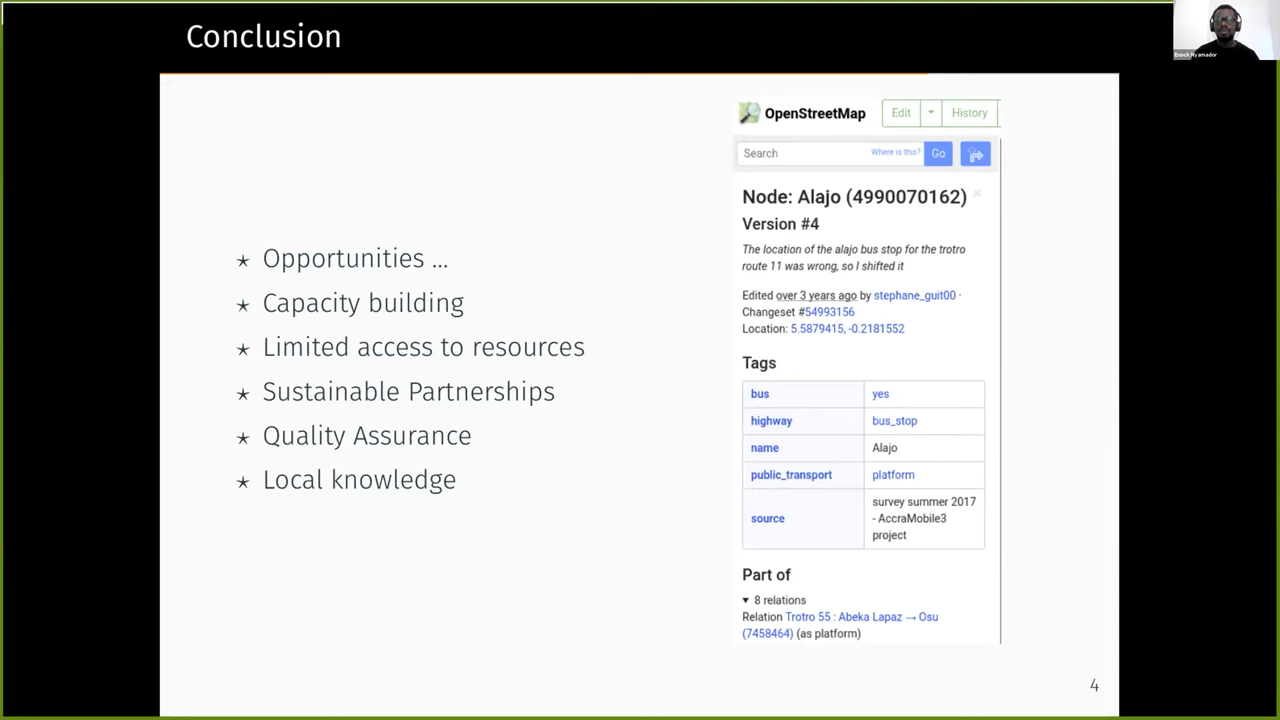 Conclusion
Enock Nyamador
⋆ Opportunities ...
⋆ Capacity building
⋆ Limited access to resources
⋆ Sustainable Partnerships
⋆ Quality Assurance
⋆ Local knowledge
OpenStreetMap Edit History
Search Where is this? Go
Node: Alajo (4990070162)
Version #4
The location of the alajo bus stop for the trotro
route 11 was wrong, so I shifted it
Edited over 3 years ago by stephane_guit00 ·
Changeset #54993156
Location: 5.5879415, -0.2181552
Tags
bus yes
highway bus_stop
name Alajo
public_transport platform
source survey summer 2017
- AccraMobile3
project
Part of
▼ 8 relations
Relation Trotro 55 : Abeka Lapaz → Osu
(7458464) (as platform)
4